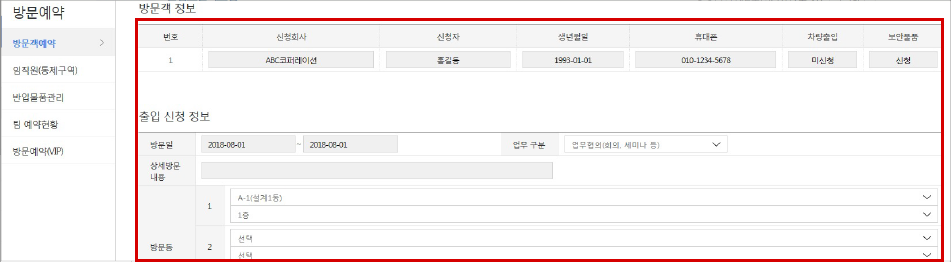 방문예약
방문객예약
임직원(통제구역)
반입물품관리
팀 예약현황
방문예약(VIP)
방문객 정보
번호 신청회사 신청자 생년월일 휴대폰 차량출입 보안물품
1 ABC코퍼레이션 홍길동 1993-01-01 010-1234-5678 미신청 신청
출입 신청 정보
방문일 2018-08-01 ~ 2018-08-01 업무 구분 업무협의(회의, 세미나 등)
상세방문
내용
방문동
1 A-1(설계1동)
1층
2 선택
선택